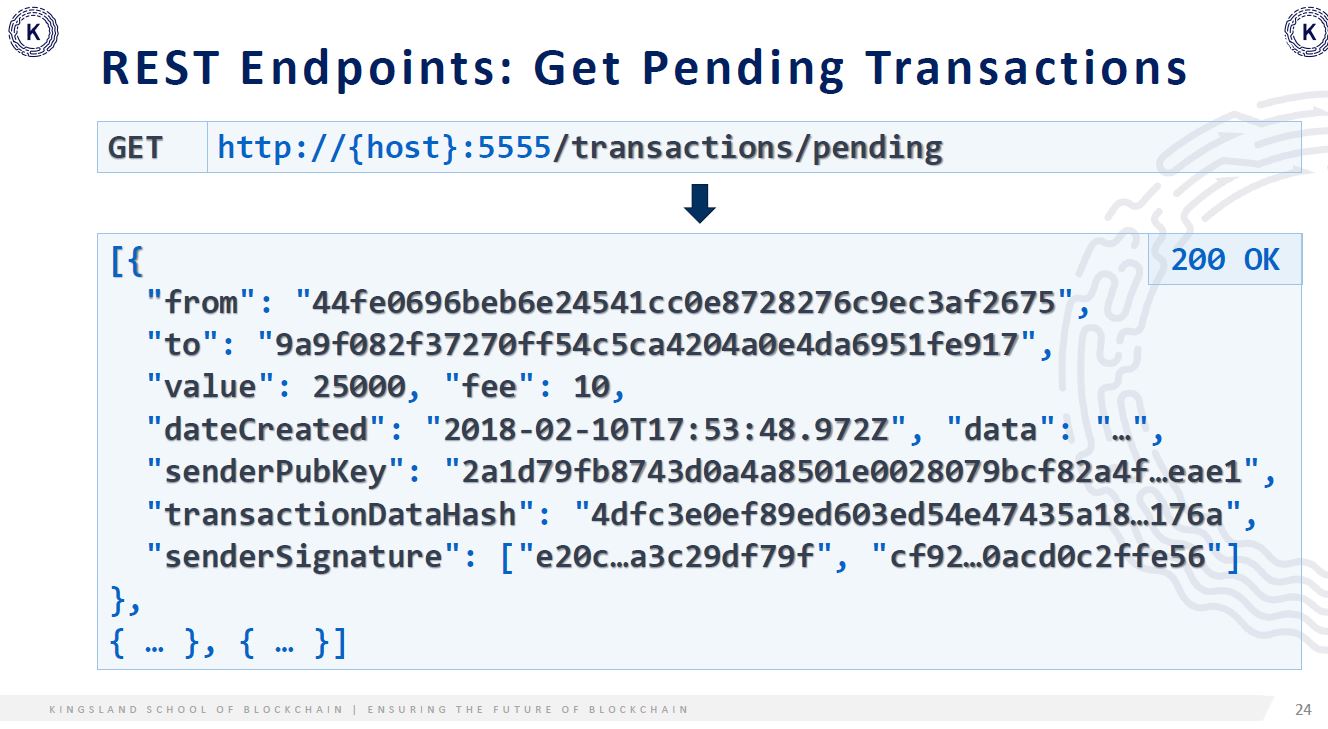 K
K
REST Endpoints: Get Pending Transactions
GET http://{host}:5555/transactions/pending
200 OK
[{
"from": "44fe0696beb6e24541cc0e8728276c9ec3af2675",
"to": "9a9f082f37270ff54c5ca4204a0e4da6951fe917",
"value": 25000, "fee": 10,
"dateCreated": "2018-02-10T17:53:48.972Z", "data": "…",
"senderPubKey": "2a1d79fb8743d0a4a8501e0028079bcf82a4f…eae1",
"transactionDataHash": "4dfc3e0ef89ed603ed54e47435a18…176a",
"senderSignature": ["e20c…a3c29df79f", "cf92…0acd0c2ffe56"]
},
{ … }, { … }]
KINGSLAND SCHOOL OF BLOCKCHAIN | ENSURING THE FUTURE OF BLOCKCHAIN
24